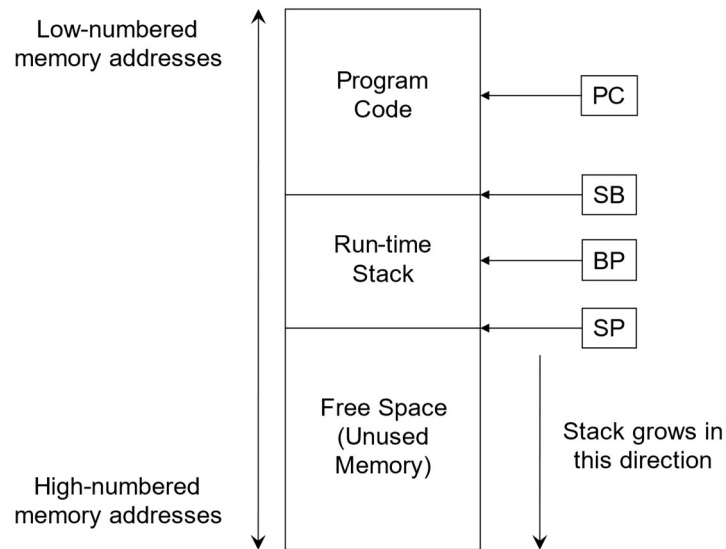 Low-numbered
memory addresses
Program
Code
PC
SB
Run-time
Stack
BP
SP
Free Space
(Unused
Memory)
Stack grows in
this direction
High-numbered
memory addresses